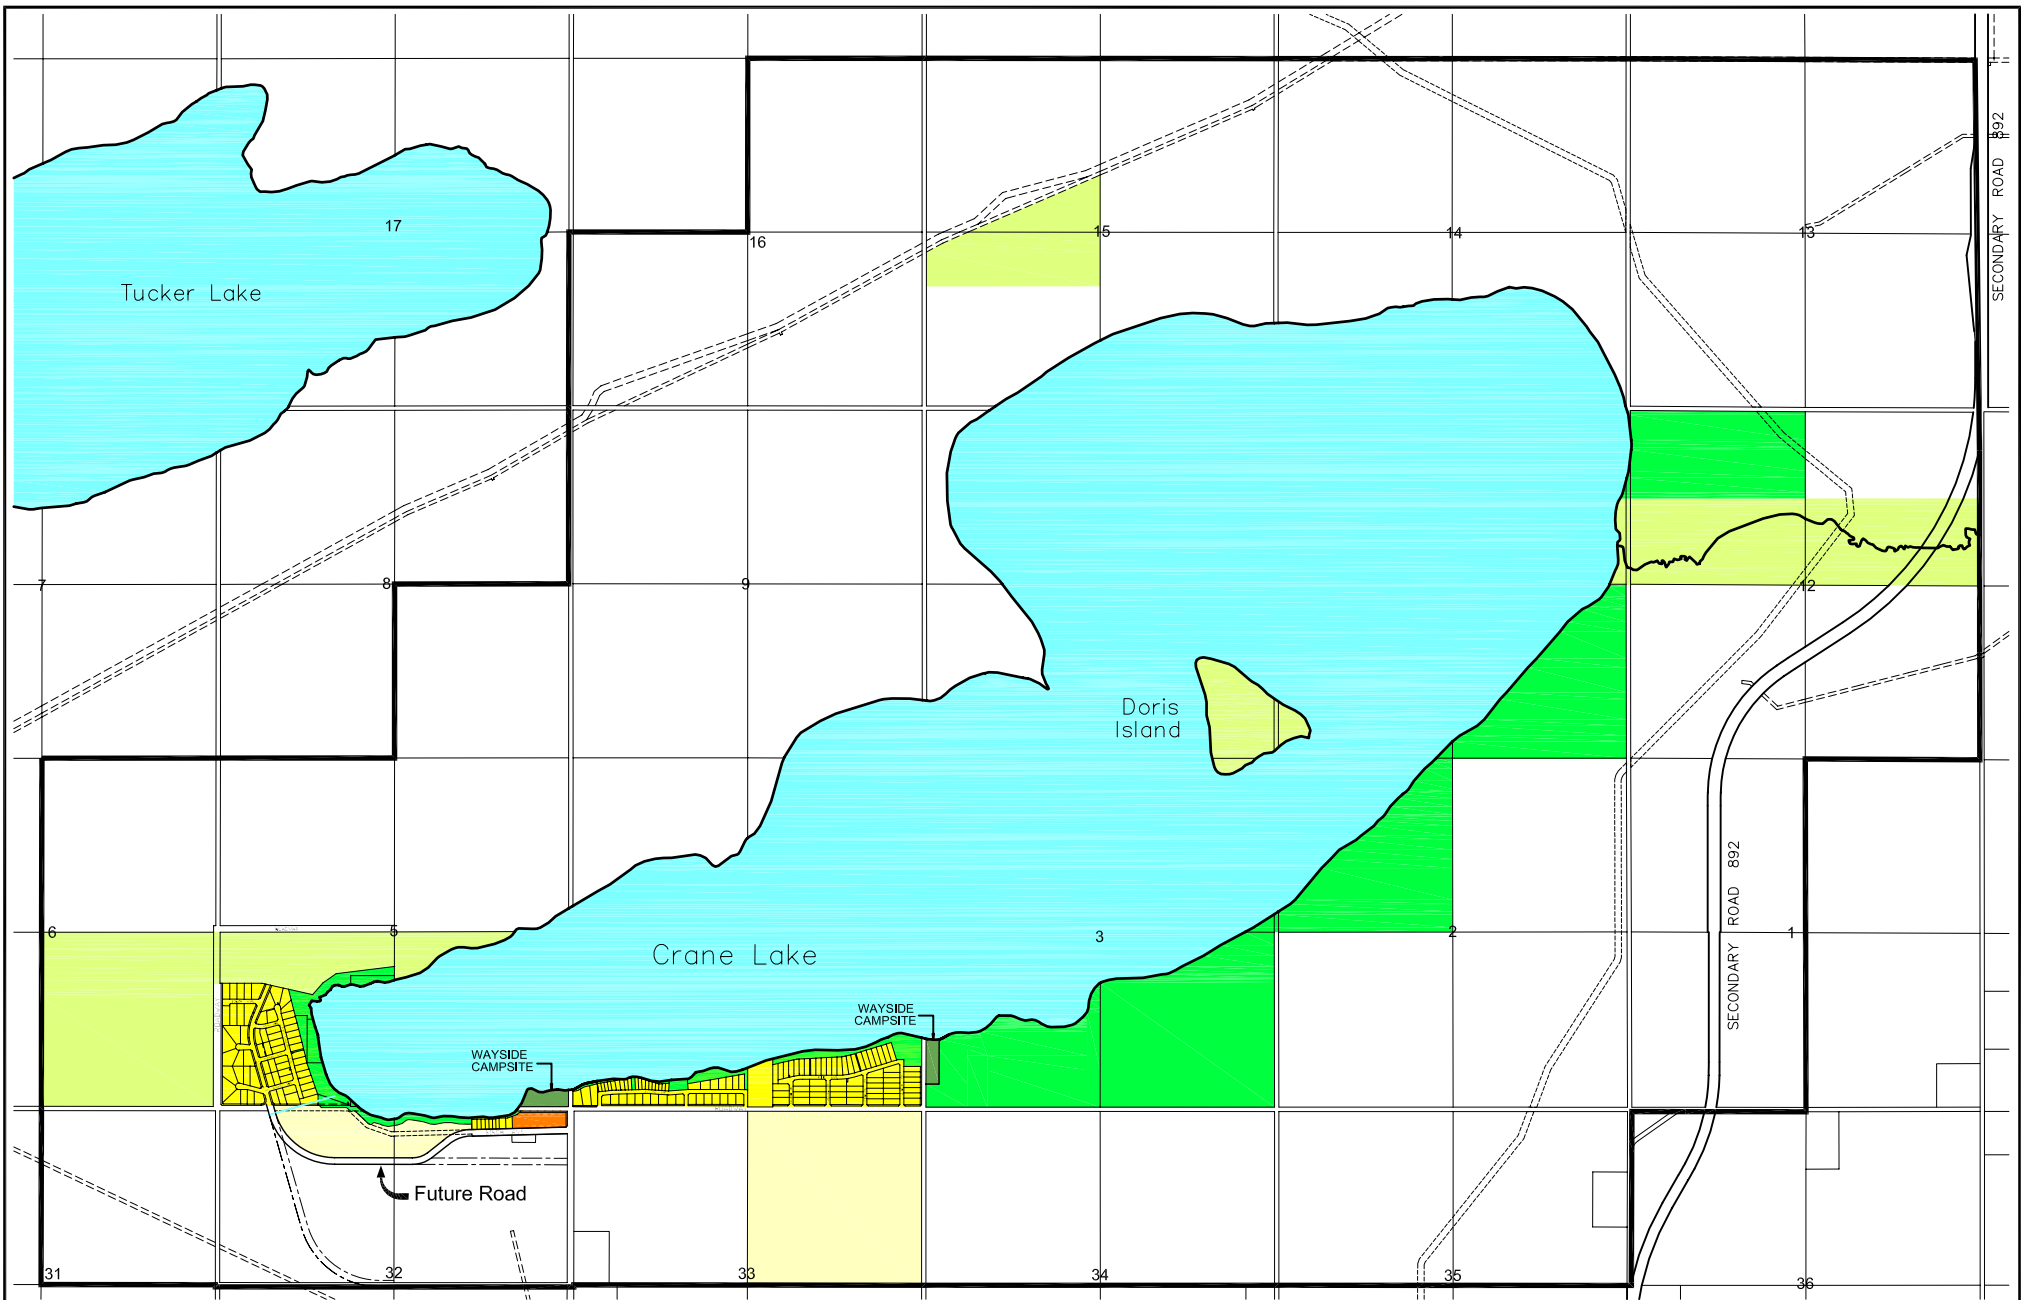 SECONDARY ROAD 892
17
16
15
14
13
Tucker Lake
7
8
9
12
Doris
Island
SECONDARY ROAD 892
6
5
3
2
1
Crane Lake
WAYSIDE
CAMPSITE
WAYSIDE
CAMPSITE
Future Road
31
32
33
34
35
36